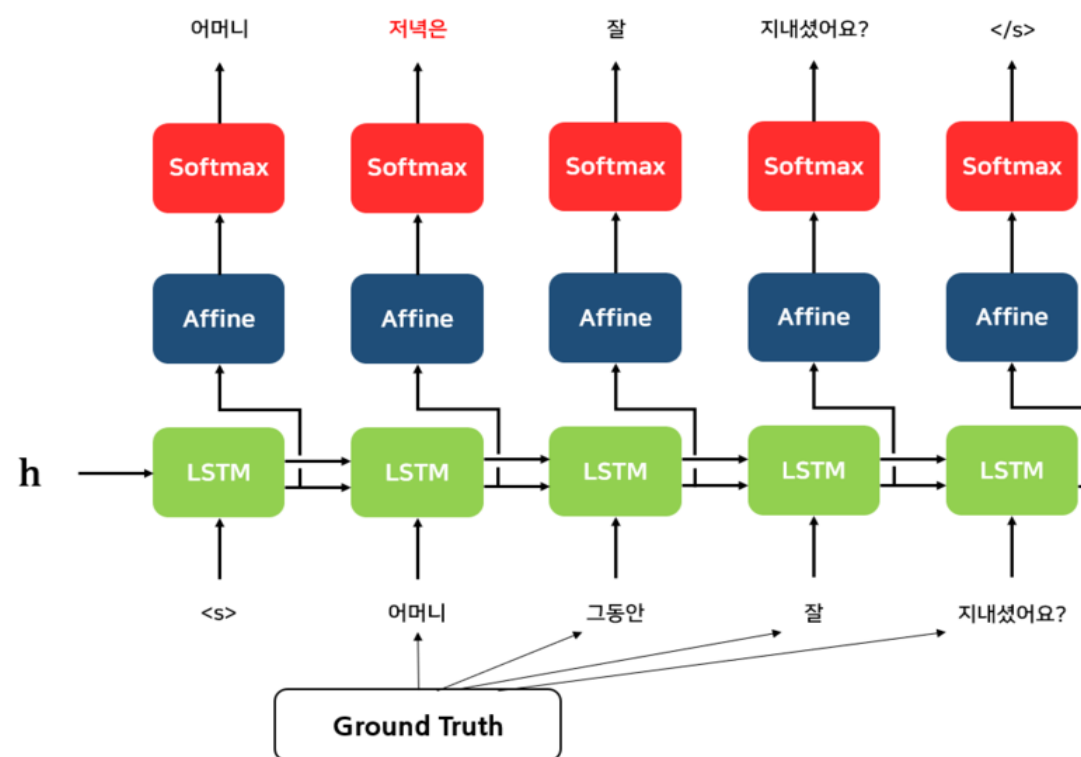 어머니 저녁은 잘 지내셨어요? </s>
Softmax Softmax Softmax Softmax Softmax
Affine Affine Affine Affine Affine
h LSTM LSTM LSTM LSTM LSTM
<s> 어머니 그동안 잘 지내셨어요?
Ground Truth